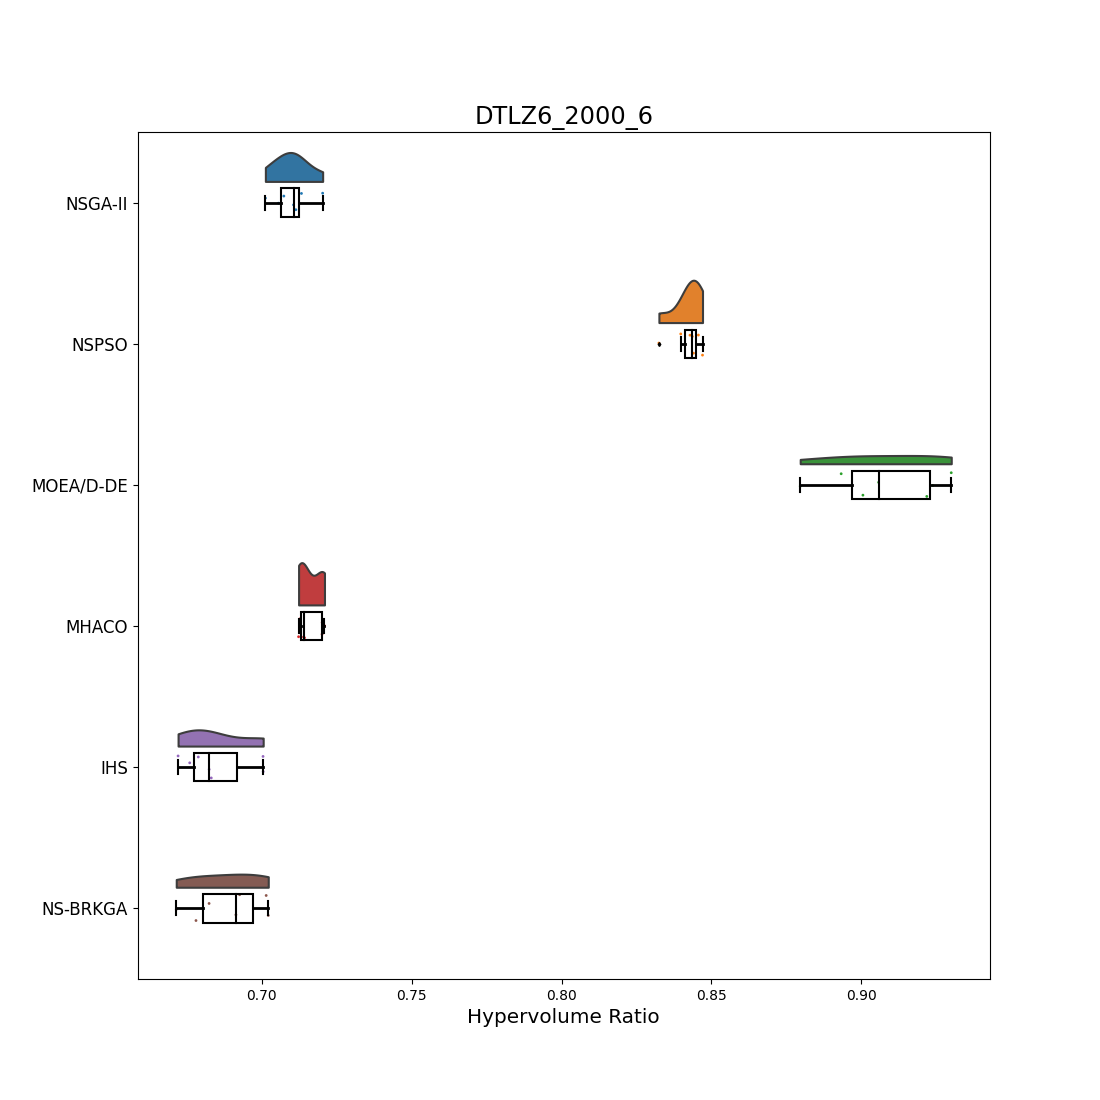 DTLZ6_2000_6
NSGA-II
NSPSO
MOEA/D-DE
MHACO
IHS
NS-BRKGA
0.70 0.75 0.80 0.85 0.90
Hypervolume Ratio